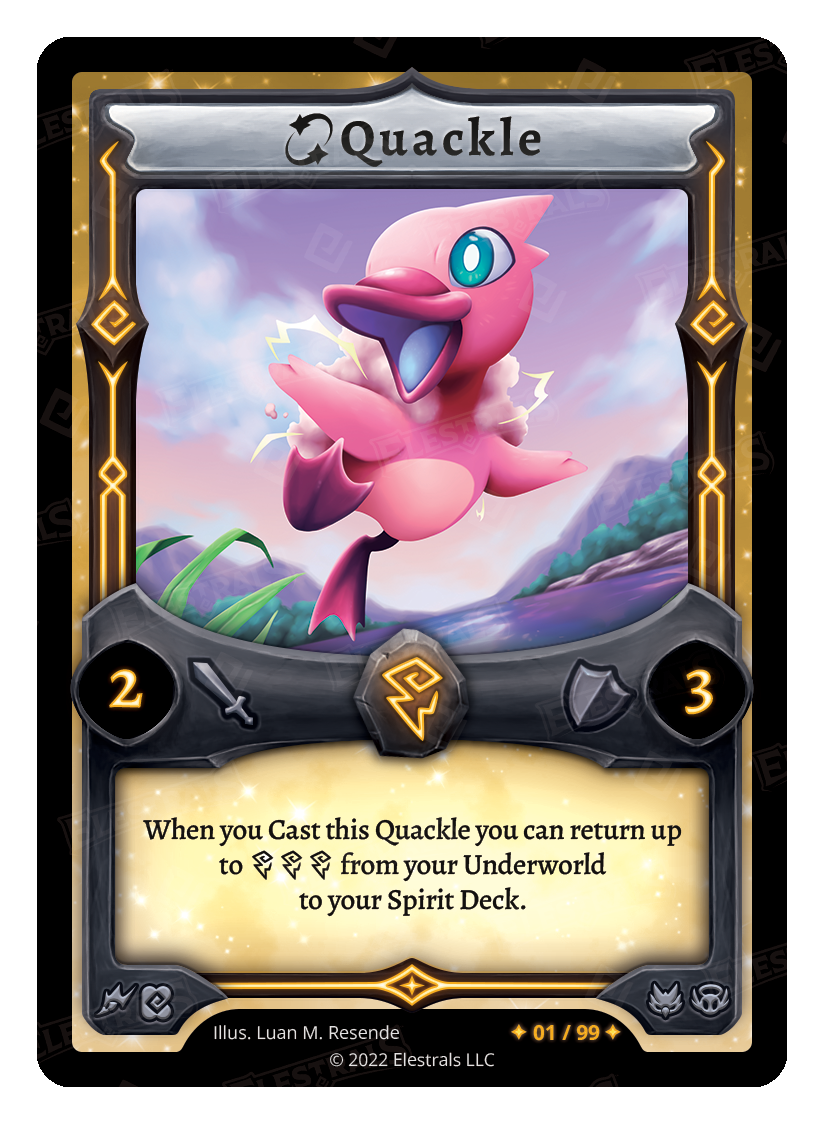 Quackle
2
3
When you Cast this Quackle you can return up
to from your Underworld
to your Spirit Deck.
Illus. Luan M. Resende
01 / 99
© 2022 Elestrals LLC
ELESTRALS